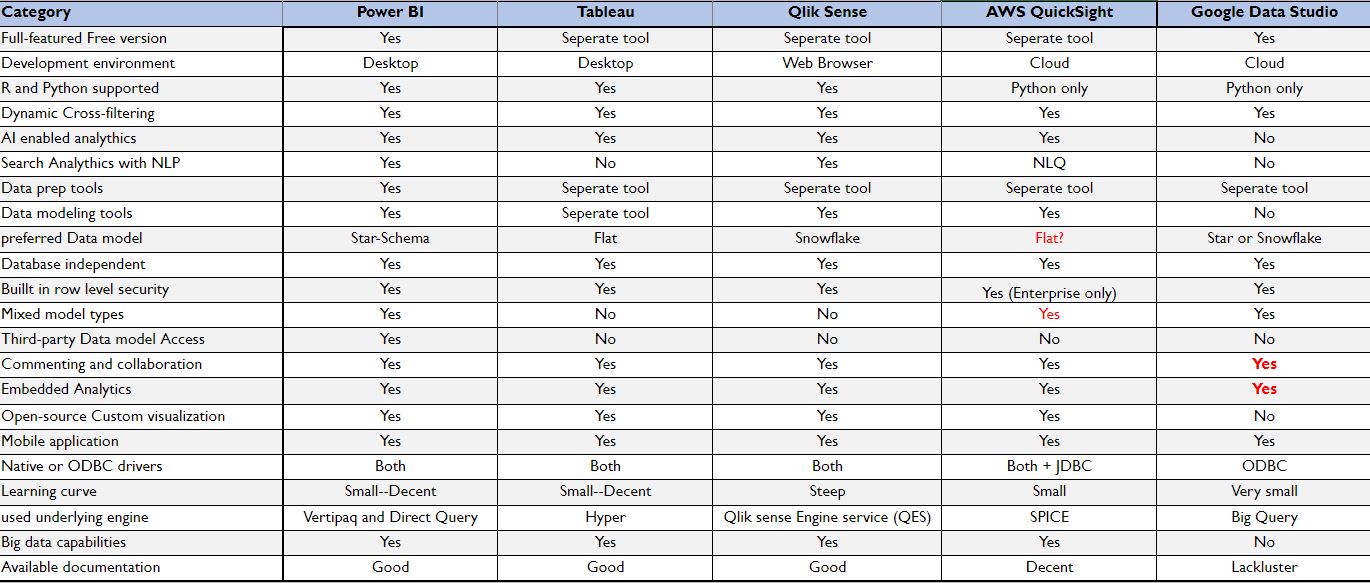 Category Power BI Tableau Qlik Sense AWS QuickSight Google Data Studio
Full-featured Free version Yes Seperate tool Seperate tool Seperate tool Yes
Development environment Desktop Desktop Web Browser Cloud Cloud
R and Python supported Yes Yes Yes Python only Python only
Dynamic Cross-filtering Yes Yes Yes Yes Yes
AI enabled analythics Yes Yes Yes Yes No
Search Analythics with NLP Yes No Yes NLQ No
Data prep tools Yes Seperate tool Seperate tool Seperate tool Seperate tool
Data modeling tools Yes Seperate tool Yes Yes No
preferred Data model Star-Schema Flat Snowflake Flat? Star or Snowflake
Database independent Yes Yes Yes Yes Yes
Buillt in row level security Yes Yes Yes Yes (Enterprise only) Yes
Mixed model types Yes No No Yes Yes
Third-party Data model Access Yes No No No No
Commenting and collaboration Yes Yes Yes Yes Yes
Embedded Analytics Yes Yes Yes Yes Yes
Open-source Custom visualization Yes Yes Yes Yes No
Mobile application Yes Yes Yes Yes Yes
Native or ODBC drivers Both Both Both Both + JDBC ODBC
Learning curve Small--Decent Small--Decent Steep Small Very small
used underlying engine Vertipaq and Direct Query Hyper Qlik sense Engine service (QES) SPICE Big Query
Big data capabilities Yes Yes Yes Yes No
Available documentation Good Good Good Decent Lackluster